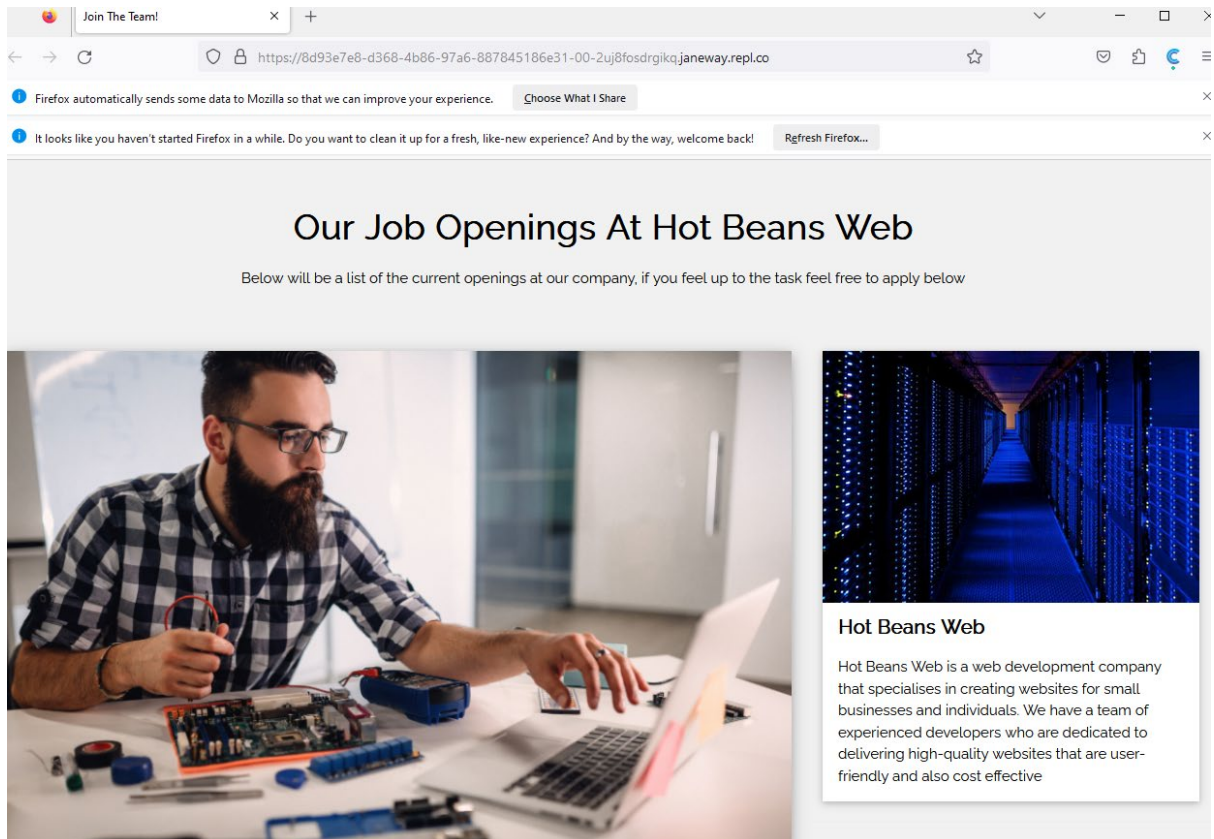 Join The Team!
https://8d93e7e8-d368-4b86-97a6-887845186e31-00-2uj8fosdrgikq.janeway.repl.co
Firefox automatically sends some data to Mozilla so that we can improve your experience. Choose What I Share
It looks like you haven't started Firefox in a while. Do you want to clean it up for a fresh, like-new experience? And by the way, welcome back! Refresh Firefox...
Our Job Openings At Hot Beans Web
Below will be a list of the current openings at our company, if you feel up to the task feel free to apply below
Hot Beans Web
Hot Beans Web is a web development company
that specialises in creating websites for small
businesses and individuals. We have a team of
experienced developers who are dedicated to
delivering high-quality websites that are user-
friendly and also cost effective